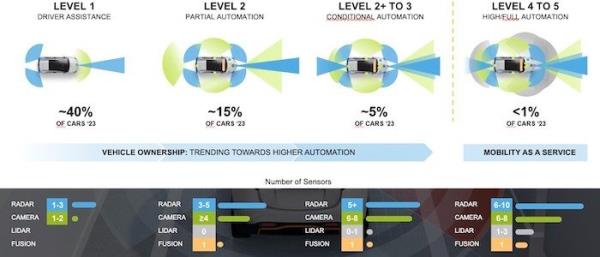 LEVEL 1
DRIVER ASSISTANCE
LEVEL 2
PARTIAL AUTOMATION
LEVEL 2+ TO 3
CONDITIONAL AUTOMATION
LEVEL 4 TO 5
HIGH/FULL AUTOMATION
~40%
OF CARS '23
~15%
OF CARS '23
~5%
OF CARS '23
<1%
OF CARS '23
VEHICLE OWNERSHIP: TRENDING TOWARDS HIGHER AUTOMATION
MOBILITY AS A SERVICE
Number of Sensors
RADAR 1-3
CAMERA 1-2
LIDAR
FUSION
RADAR 3-5
CAMERA ≥4
LIDAR 0
FUSION 1
RADAR 5+
CAMERA 6-8
LIDAR 0-1
FUSION 1
RADAR 6-10
CAMERA 6-8
LIDAR 1-3
FUSION 1